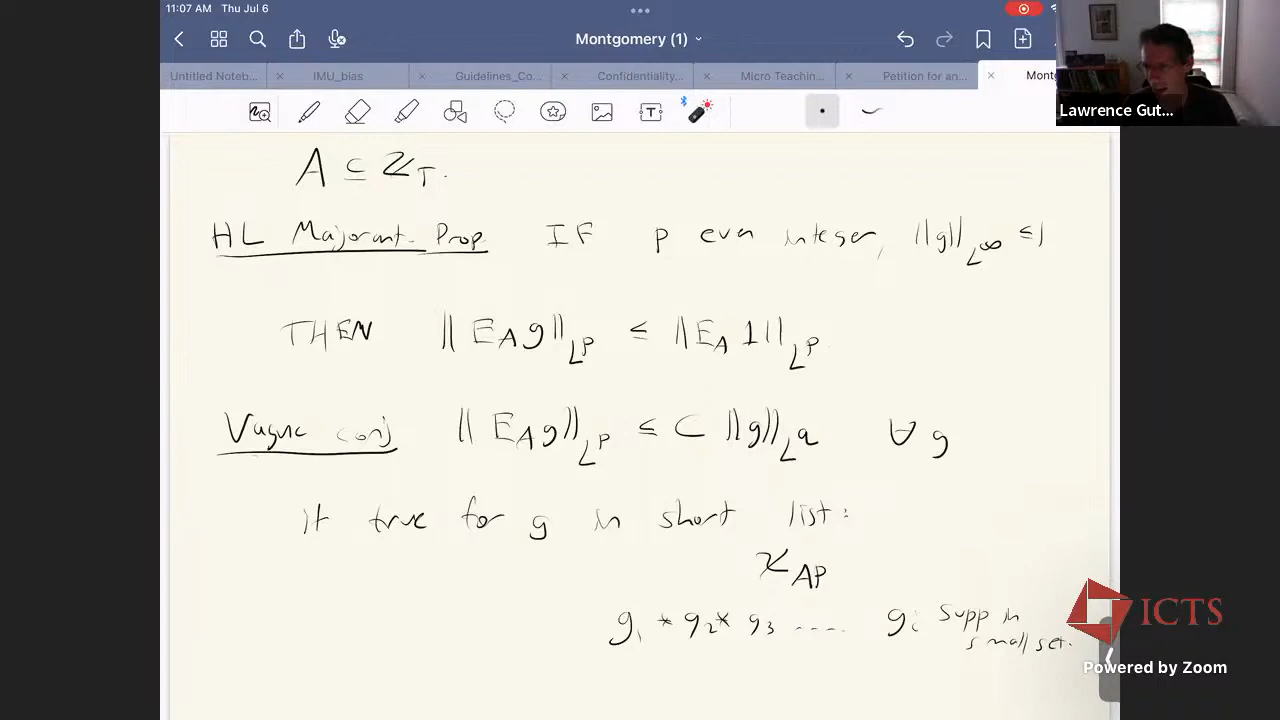 11:07 AM Thu Jul 6
Montgomery (1)
Untitled Noteb...
IMU_bias
Guidelines_Co...
Confidentiality...
Micro Teachin...
Petition for an...
Mont
Lawrence Gut...
A ⊆ ℤ_T.
HL Majorant Prop. IF p even integer, ||g||_{L^∞} ≤ 1
THEN ||E_A g||_{L^p} ≤ ||E_A 1||_{L^p}
Vague conj ||E_A g||_{L^p} ≤ C ||g||_{L^q} ∀ g
if true for g in short list:
χ_{AP}
g_1 * g_2 * g_3 ---- g_i supp in
small set.
ICTS
Powered by Zoom